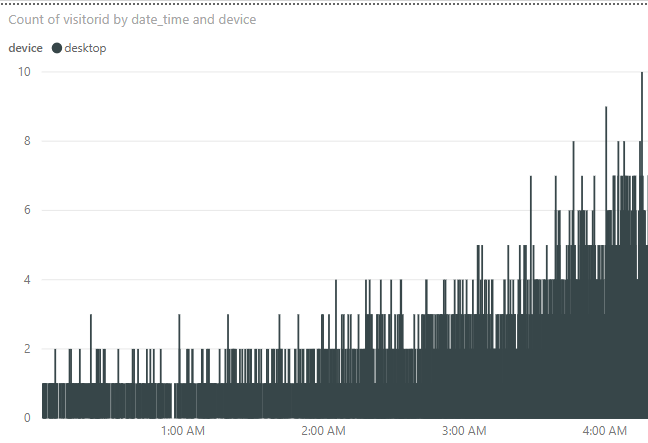 Count of visitorid by date_time and device
device desktop
10
8
6
4
2
0
1:00 AM 2:00 AM 3:00 AM 4:00 AM